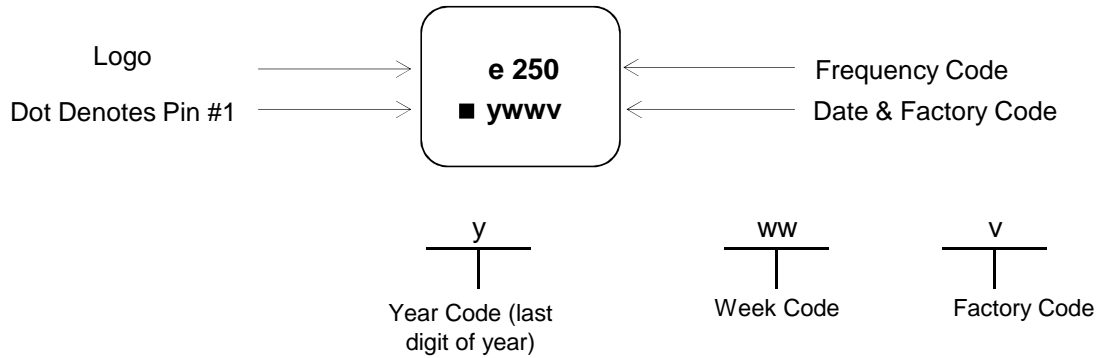 Logo
Dot Denotes Pin #1
e 250
■ ywwv
Frequency Code
Date & Factory Code
y
ww
v
Year Code (last
digit of year)
Week Code
Factory Code